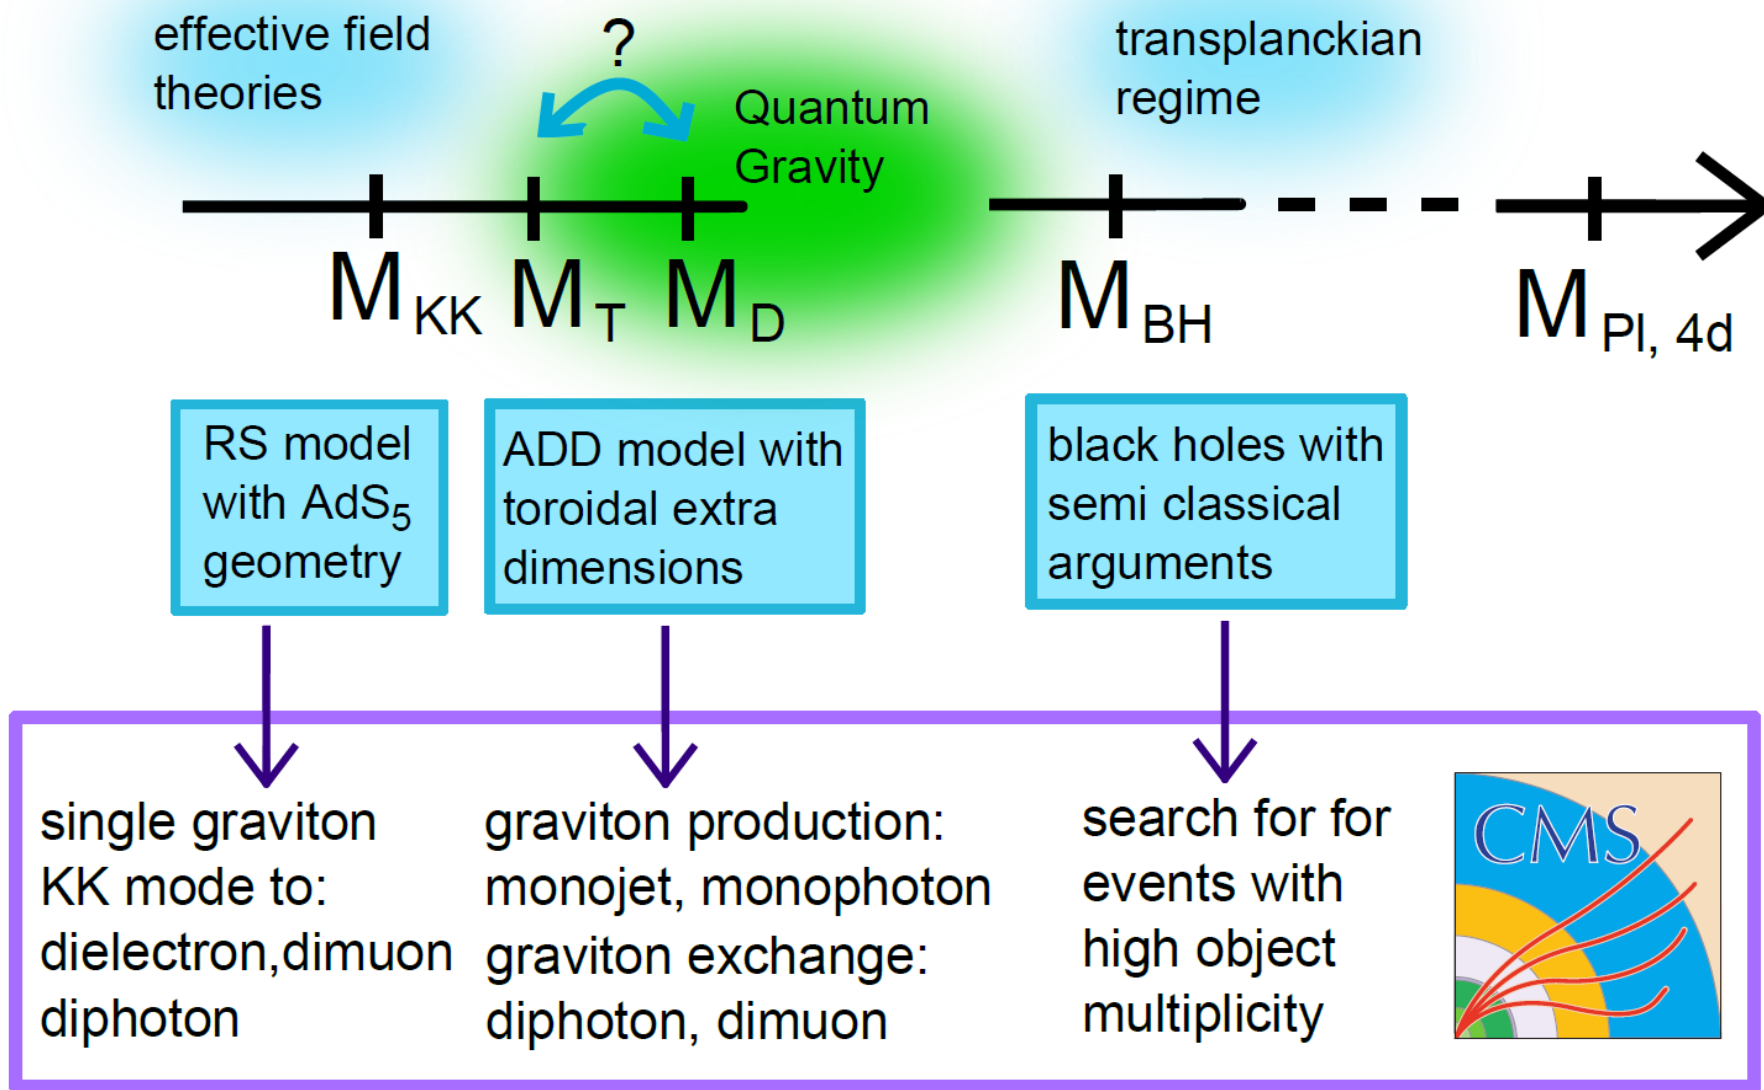 effective field
theories
?
Quantum
Gravity
transplanckian
regime
M KK
M T
M D
M BH
M Pl, 4d
RS model
with AdS5
geometry
ADD model with
toroidal extra
dimensions
black holes with
semi classical
arguments
single graviton
KK mode to:
dielectron,dimuon
diphoton
graviton production:
monojet, monophoton
graviton exchange:
diphoton, dimuon
search for for
events with
high object
multiplicity
CMS